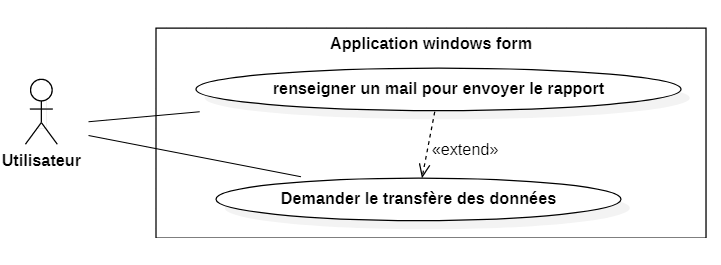 Application windows form
renseigner un mail pour envoyer le rapport
Utilisateur
«extend»
Demander le transfère des données